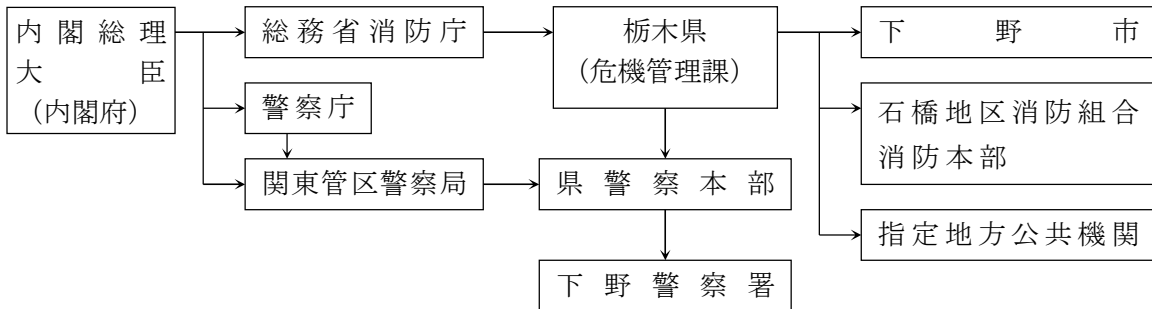 内閣総理
大臣
(内閣府)
総務省消防庁
栃木県
(危機管理課)
下野市
警察庁
石橋地区消防組合
消防本部
関東管区警察局
県警察本部
指定地方公共機関
下野警察署